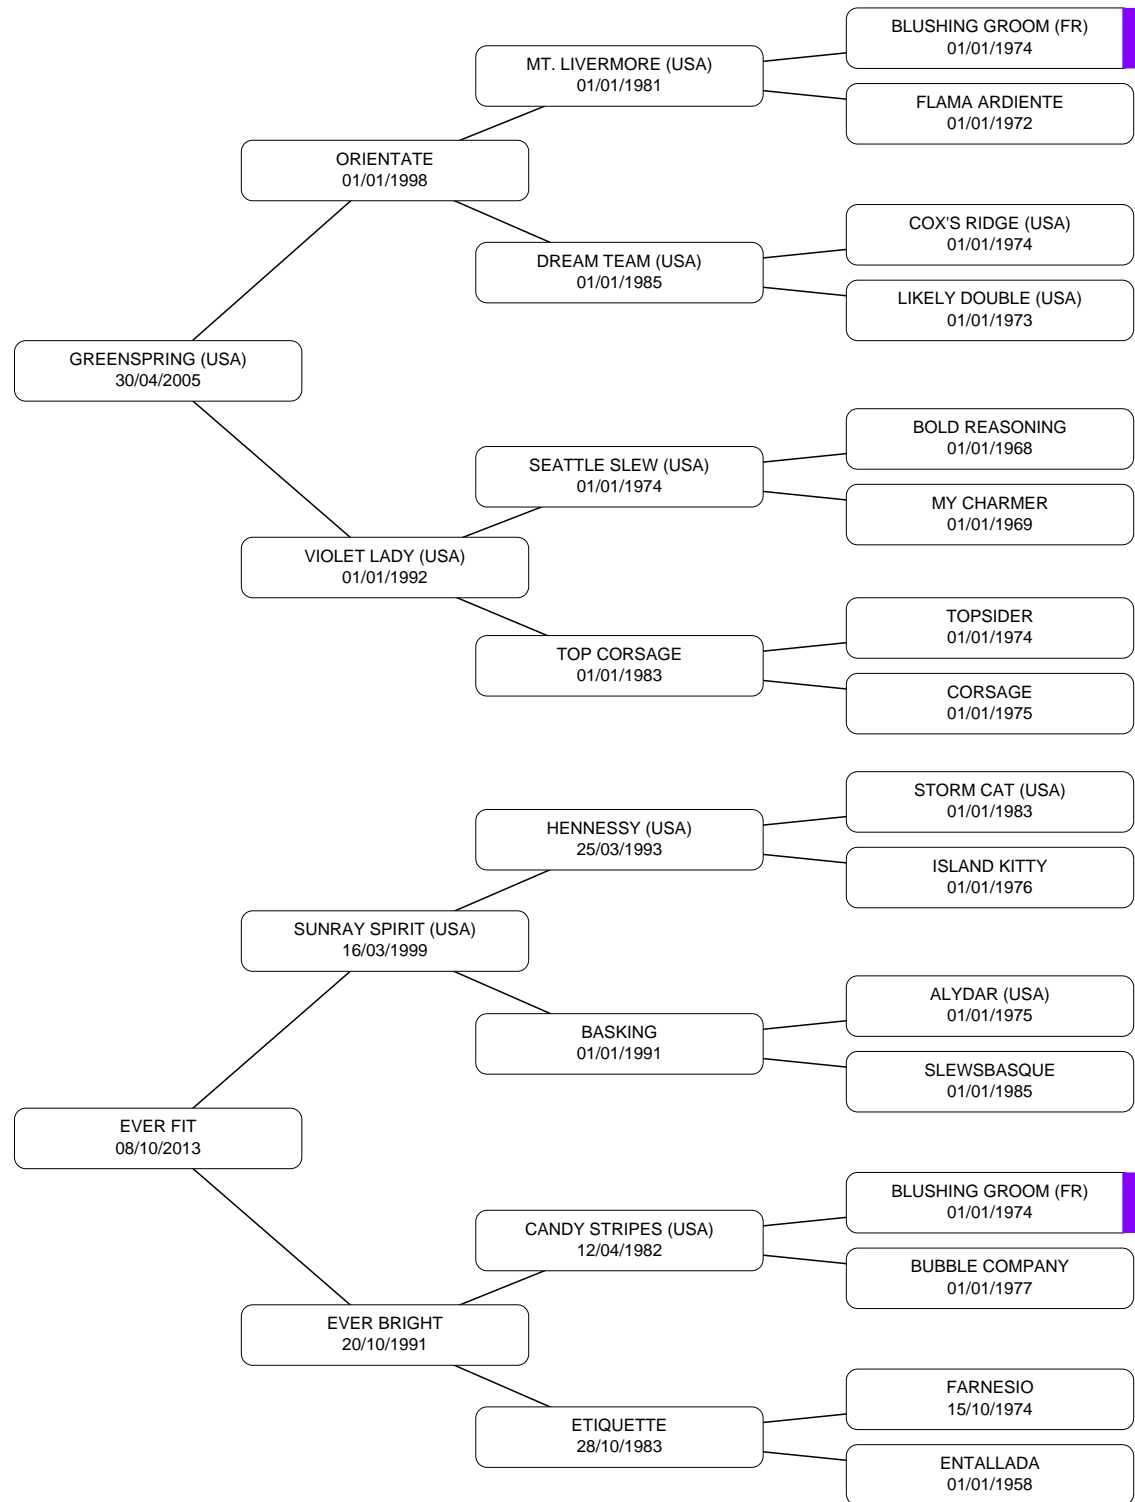 BLUSHING GROOM (FR)
01/01/1974
MT. LIVERMORE (USA)
01/01/1981
FLAMA ARDIENTE
01/01/1972
ORIENTATE
01/01/1998
COX'S RIDGE (USA)
01/01/1974
DREAM TEAM (USA)
01/01/1985
LIKELY DOUBLE (USA)
01/01/1973
GREENSPRING (USA)
30/04/2005
BOLD REASONING
01/01/1968
SEATTLE SLEW (USA)
01/01/1974
MY CHARMER
01/01/1969
VIOLET LADY (USA)
01/01/1992
TOPSIDER
01/01/1974
TOP CORSAGE
01/01/1983
CORSAGE
01/01/1975
STORM CAT (USA)
01/01/1983
HENNESSY (USA)
25/03/1993
ISLAND KITTY
01/01/1976
SUNRAY SPIRIT (USA)
16/03/1999
ALYDAR (USA)
01/01/1975
BASKING
01/01/1991
SLEWSBASQUE
01/01/1985
EVER FIT
08/10/2013
BLUSHING GROOM (FR)
01/01/1974
CANDY STRIPES (USA)
12/04/1982
BUBBLE COMPANY
01/01/1977
EVER BRIGHT
20/10/1991
FARNESIO
15/10/1974
ETIQUETTE
28/10/1983
ENTALLADA
01/01/1958